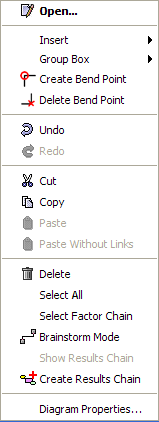 Open...
Insert
Group Box
Create Bend Point
Delete Bend Point
Undo
Redo
Cut
Copy
Paste
Paste Without Links
Delete
Select All
Select Factor Chain
Brainstorm Mode
Show Results Chain
Create Results Chain
Diagram Properties...